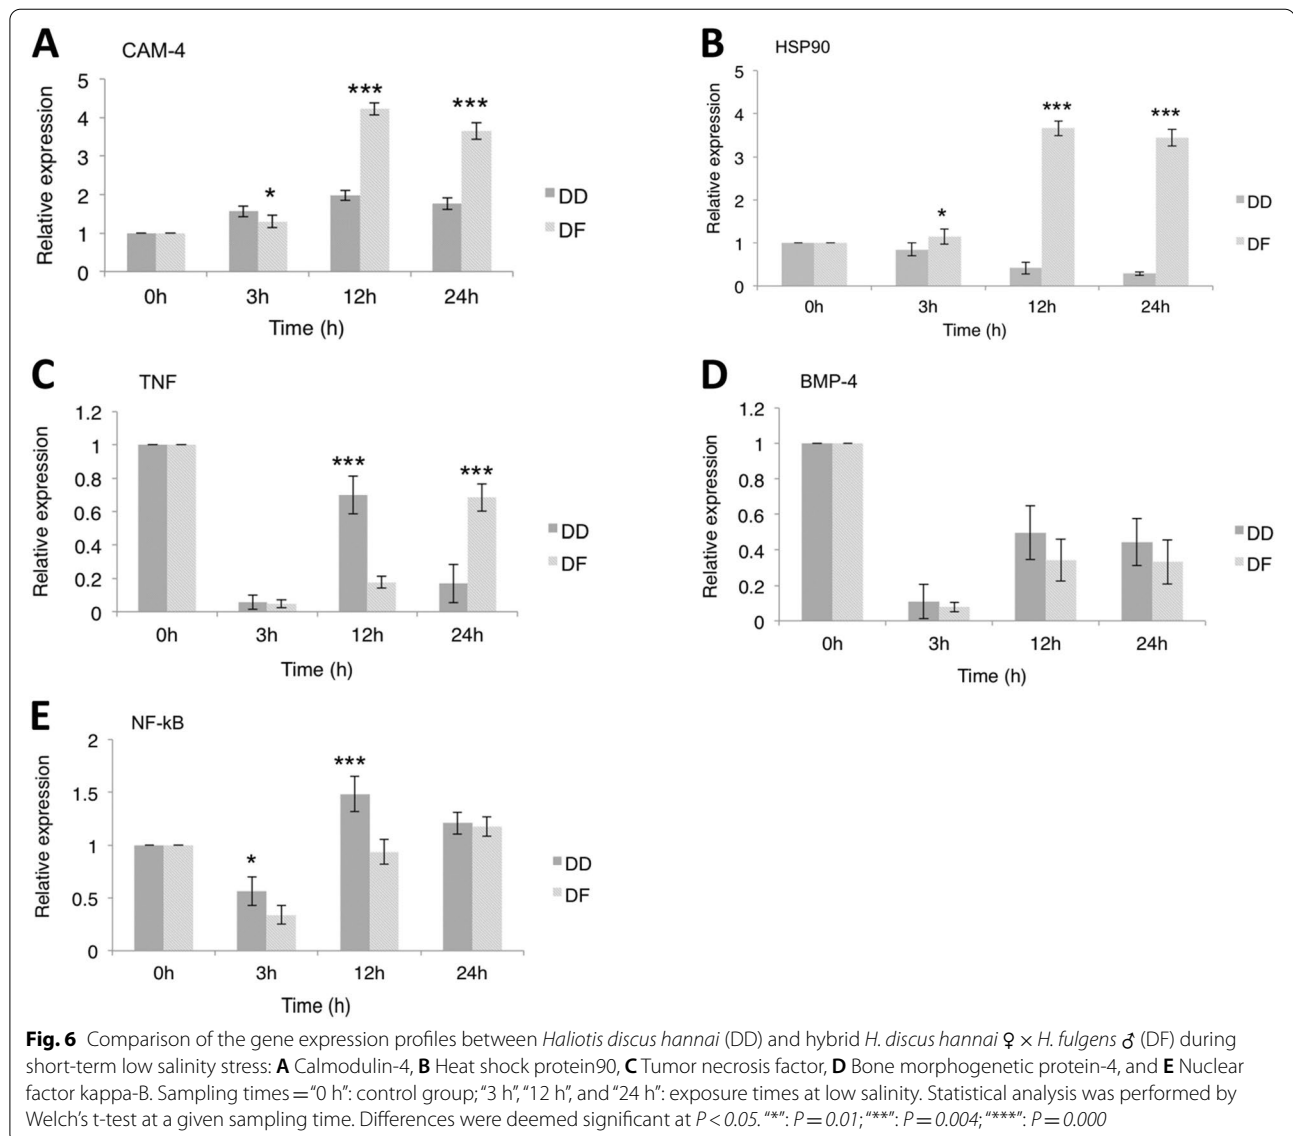 A
CAM-4
Relative expression
5
4
3
2
1
0
*
***
***
0h 3h 12h 24h
Time (h)
DD
DF
B
HSP90
Relative expression
5
4
3
2
1
0
*
***
***
0h 3h 12h 24h
Time (h)
DD
DF
C
TNF
Relative expression
1.2
1
0.8
0.6
0.4
0.2
0
***
***
0h 3h 12h 24h
Time (h)
DD
DF
D
BMP-4
Relative expression
1.2
1
0.8
0.6
0.4
0.2
0
0h 3h 12h 24h
Time (h)
DD
DF
E
NF-kB
Relative expression
2
1.5
1
0.5
0
*
***
0h 3h 12h 24h
Time (h)
DD
DF
Fig. 6 Comparison of the gene expression profiles between Haliotis discus hannai (DD) and hybrid H. discus hannai ♀ × H. fulgens ♂ (DF) during
short-term low salinity stress: A Calmodulin-4, B Heat shock protein90, C Tumor necrosis factor, D Bone morphogenetic protein-4, and E Nuclear
factor kappa-B. Sampling times = “0 h”: control group; “3 h”, “12 h”, and “24 h”: exposure times at low salinity. Statistical analysis was performed by
Welch’s t-test at a given sampling time. Differences were deemed significant at P < 0.05. “*”: P = 0.01; “**”: P = 0.004; “***”: P = 0.000